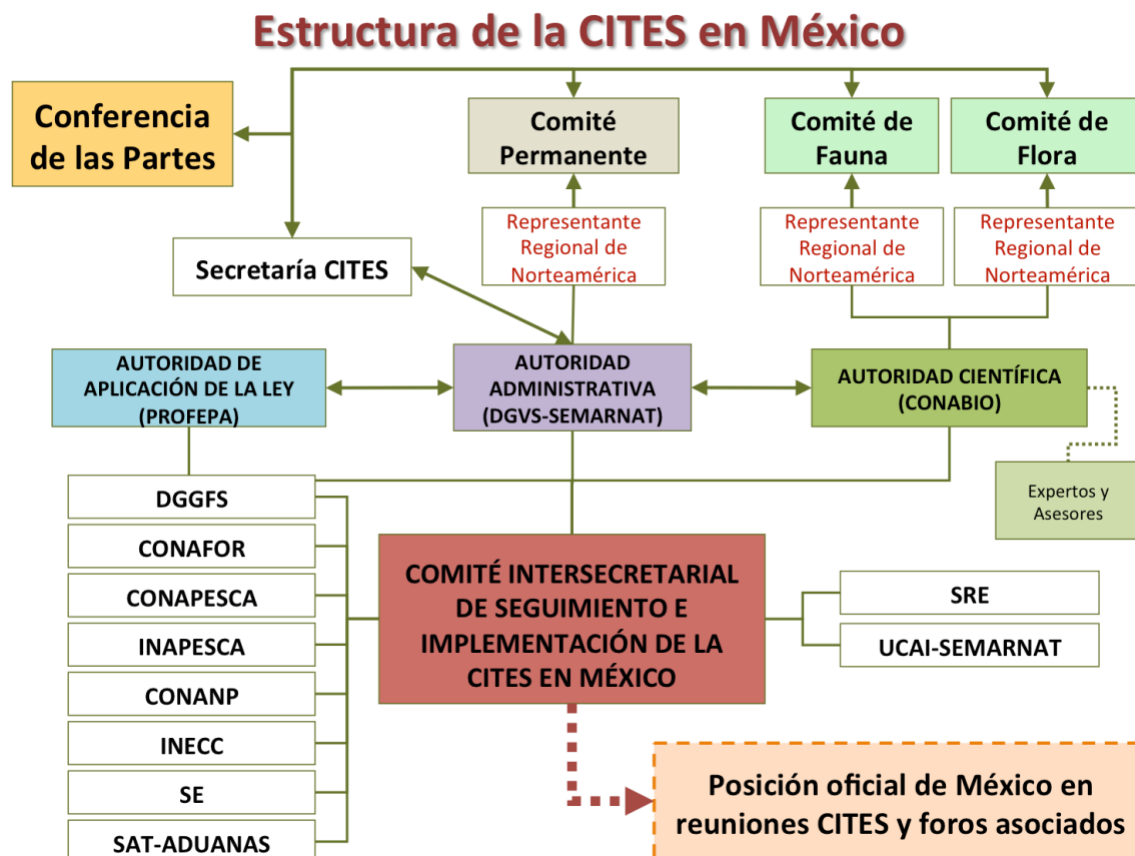 Estructura de la CITES en México
Conferencia
de las Partes
Comité
Permanente
Comité de
Fauna
Comité de
Flora
Representante
Regional de
Norteamérica
Representante
Regional de
Norteamérica
Representante
Regional de
Norteamérica
Secretaría CITES
AUTORIDAD DE
APLICACIÓN DE LA LEY
(PROFEPA)
AUTORIDAD
ADMINISTRATIVA
(DGVS-SEMARNAT)
AUTORIDAD CIENTÍFICA
(CONABIO)
Expertos y
Asesores
DGGFS
CONAFOR
CONAPESCA
INAPESCA
CONANP
INECC
SE
SAT-ADUANAS
COMITÉ INTERSECRETARIAL
DE SEGUIMIENTO E
IMPLEMENTACIÓN DE LA
CITES EN MÉXICO
SRE
UCAI-SEMARNAT
Posición oficial de México en
reuniones CITES y foros asociados